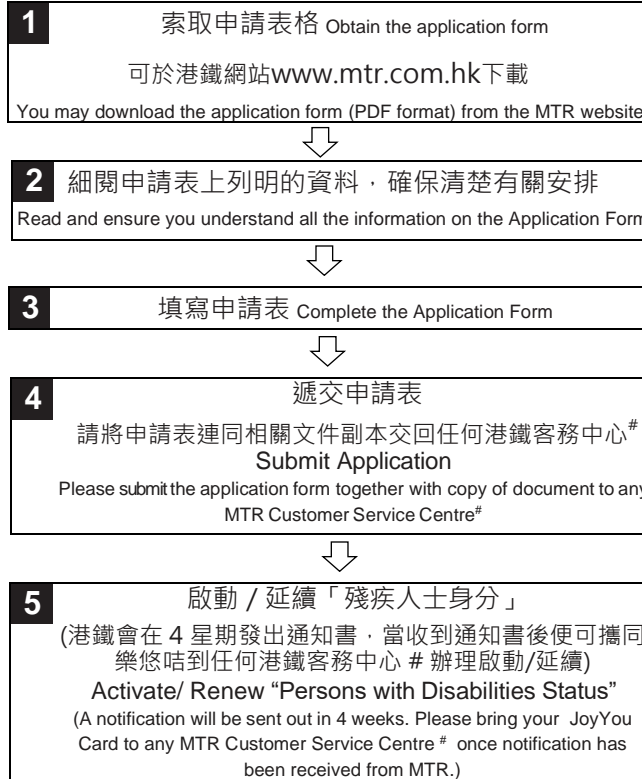 1 索取申請表格 Obtain the application form
可於港鐵網站www.mtr.com.hk下載
You may download the application form (PDF format) from the MTR website
2 細閱申請表上列明的資料，確保清楚有關安排
Read and ensure you understand all the information on the Application Form
3 填寫申請表 Complete the Application Form
4 遞交申請表
請將申請表連同相關文件副本交回任何港鐵客務中心#
Submit Application
Please submit the application form together with copy of document to any
MTR Customer Service Centre#
5 啟動 / 延續「殘疾人士身分」
(港鐵會在 4 星期發出通知書，當收到通知書後便可攜同
樂悠咭到任何港鐵客務中心 # 辦理啟動/延續)
Activate/ Renew “Persons with Disabilities Status”
(A notification will be sent out in 4 weeks. Please bring your JoyYou
Card to any MTR Customer Service Centre # once notification has
been received from MTR.)